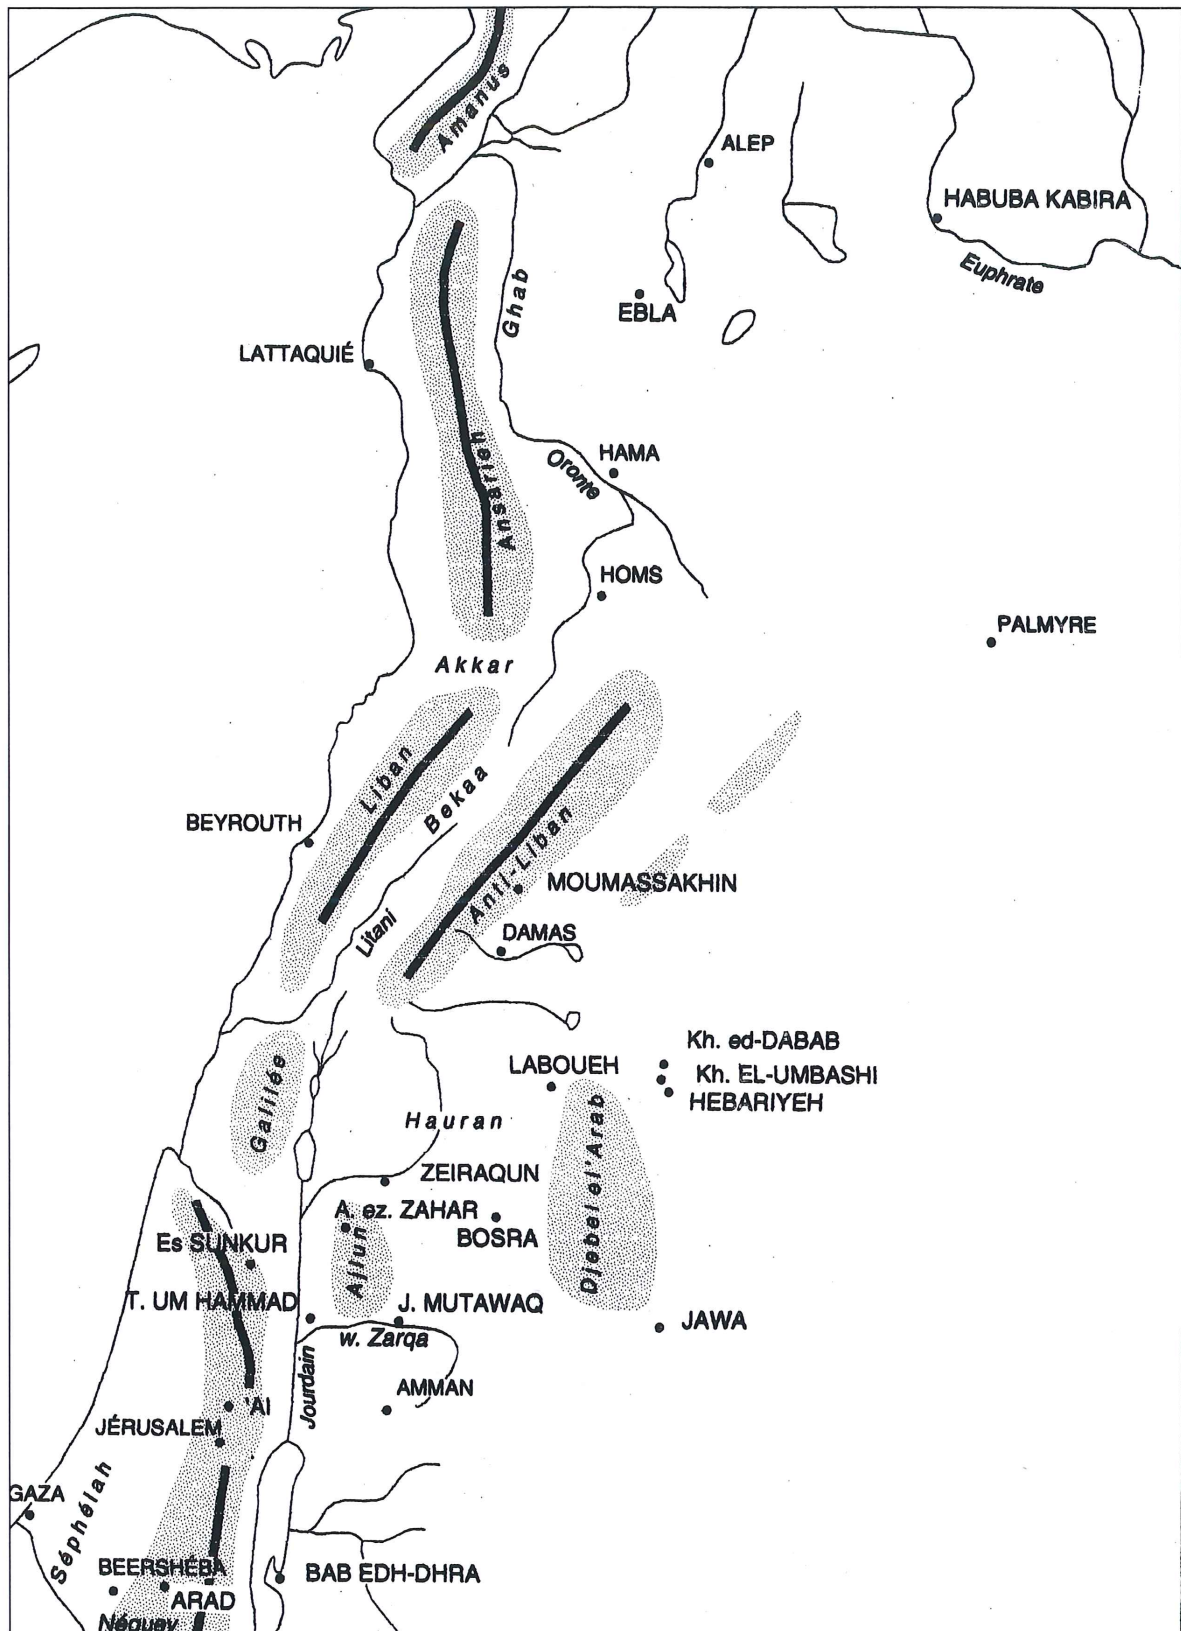 Amanus
ALEP
HABUBA KABIRA
Euphrate
Ghab
EBLA
LATTAQUIÉ
Ansarieh
HAMA
Oronte
HOMS
PALMYRE
Akkar
Liban
Bekaa
BEYROUTH
Anti-Liban
MOUMASSAKHIN
Litani
DAMAS
Kh. ed-DABAB
LABOUEH
Kh. EL-UMBASHI
HEBARIYEH
Galilée
Hauran
Djebel el'Arab
ZEIRAQUN
A. ez. ZAHAR
BOSRA
Es SUNKUR
Ajlun
T. UM HAMMAD
J. MUTAWAQ
JAWA
w. Zarqa
Jourdain
AMMAN
'AI
JÉRUSALEM
GAZA
Séphélah
BEERSHÉBA
BAB EDH-DHRA
ARAD
Néguev